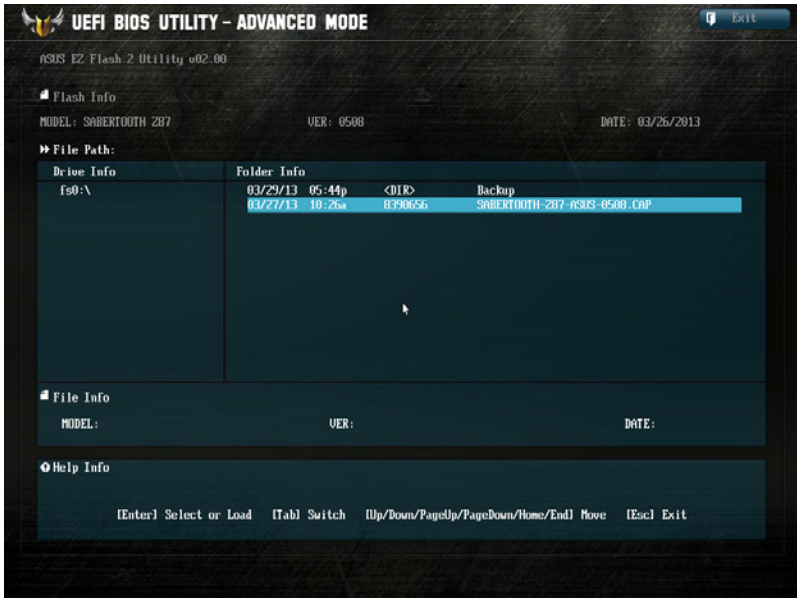 UEFI BIOS UTILITY - ADVANCED MODE
Exit
ASUS EZ Flash 2 Utility v02.00
Flash Info
MODEL: SABERTOOTH Z87 VER: 0508 DATE: 03/26/2013
File Path:
Drive Info Folder Info
fs0:\ 03/29/13 05:44p <DIR> Backup
03/27/13 10:26a 8390656 SABERTOOTH-Z87-ASUS-0508.CAP
File Info
MODEL: VER: DATE:
Help Info
[Enter] Select or Load [Tab] Switch [Up/Down/PageUp/PageDown/Home/End] Move [Esc] Exit